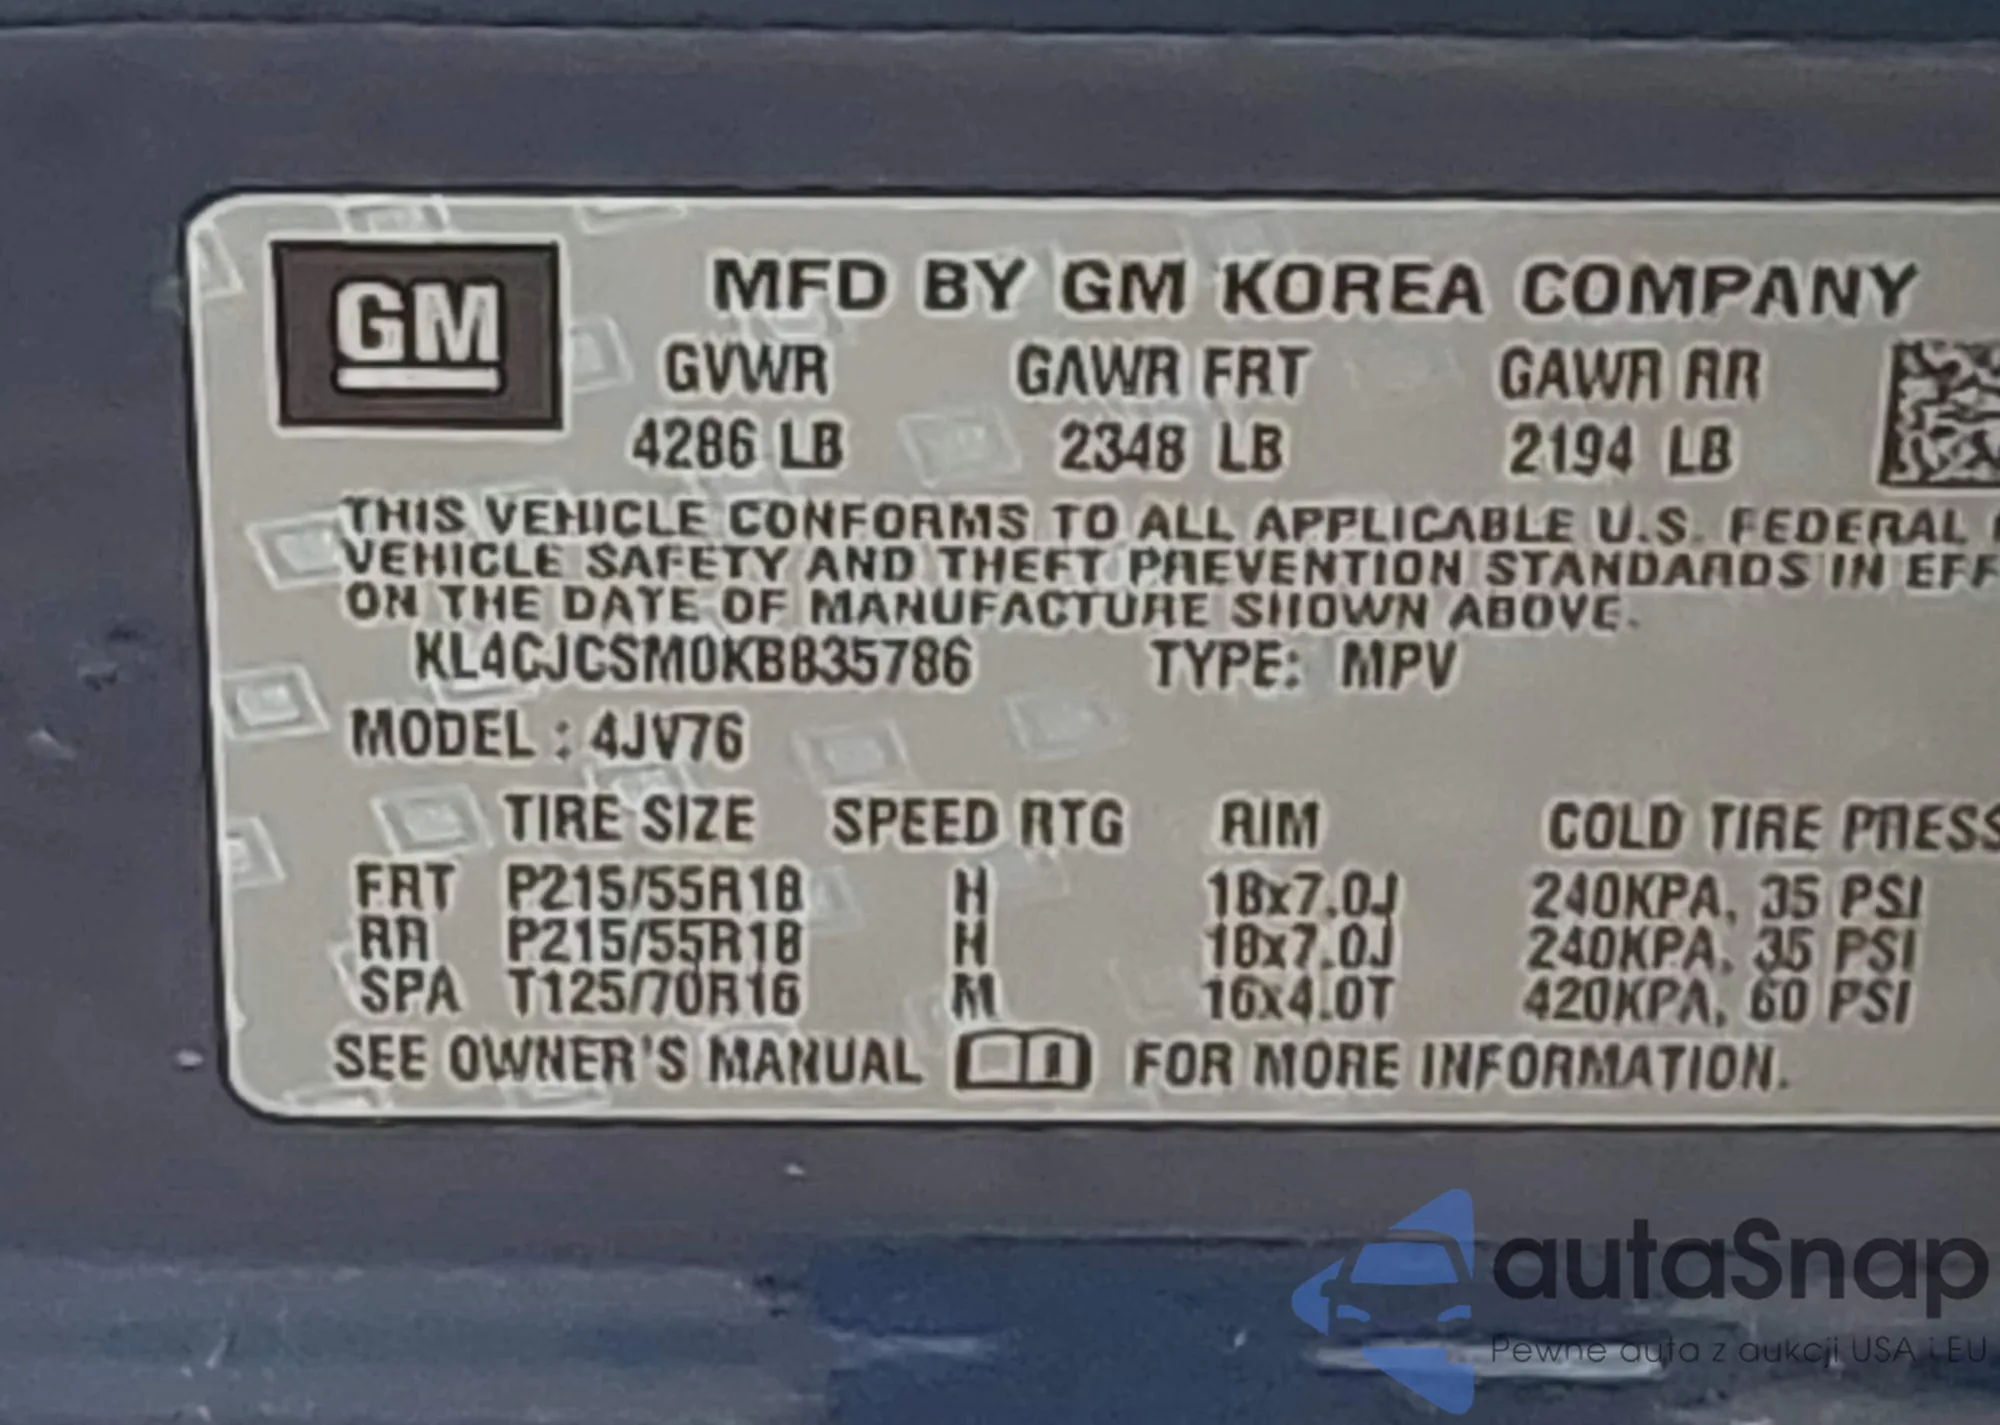 GM
MFD BY GM KOREA COMPANY
GVWR GAWR FRT GAWR RR
4286 LB 2348 LB 2194 LB
THIS VEHICLE CONFORMS TO ALL APPLICABLE U.S. FEDERAL
VEHICLE SAFETY AND THEFT PREVENTION STANDARDS IN EFF
ON THE DATE OF MANUFACTURE SHOWN ABOVE.
KL4CJCSM0KB835786 TYPE: MPV
MODEL : 4JV76
TIRE SIZE SPEED RTG RIM COLD TIRE PRESS
FRT P215/55R18 H 18x7.0J 240KPA, 35 PSI
RR P215/55R18 H 18x7.0J 240KPA, 35 PSI
SPA T125/70R16 M 16x4.0T 420KPA, 60 PSI
SEE OWNER'S MANUAL FOR MORE INFORMATION.
autaSnap
Pewne auta z aukcji USA i EU